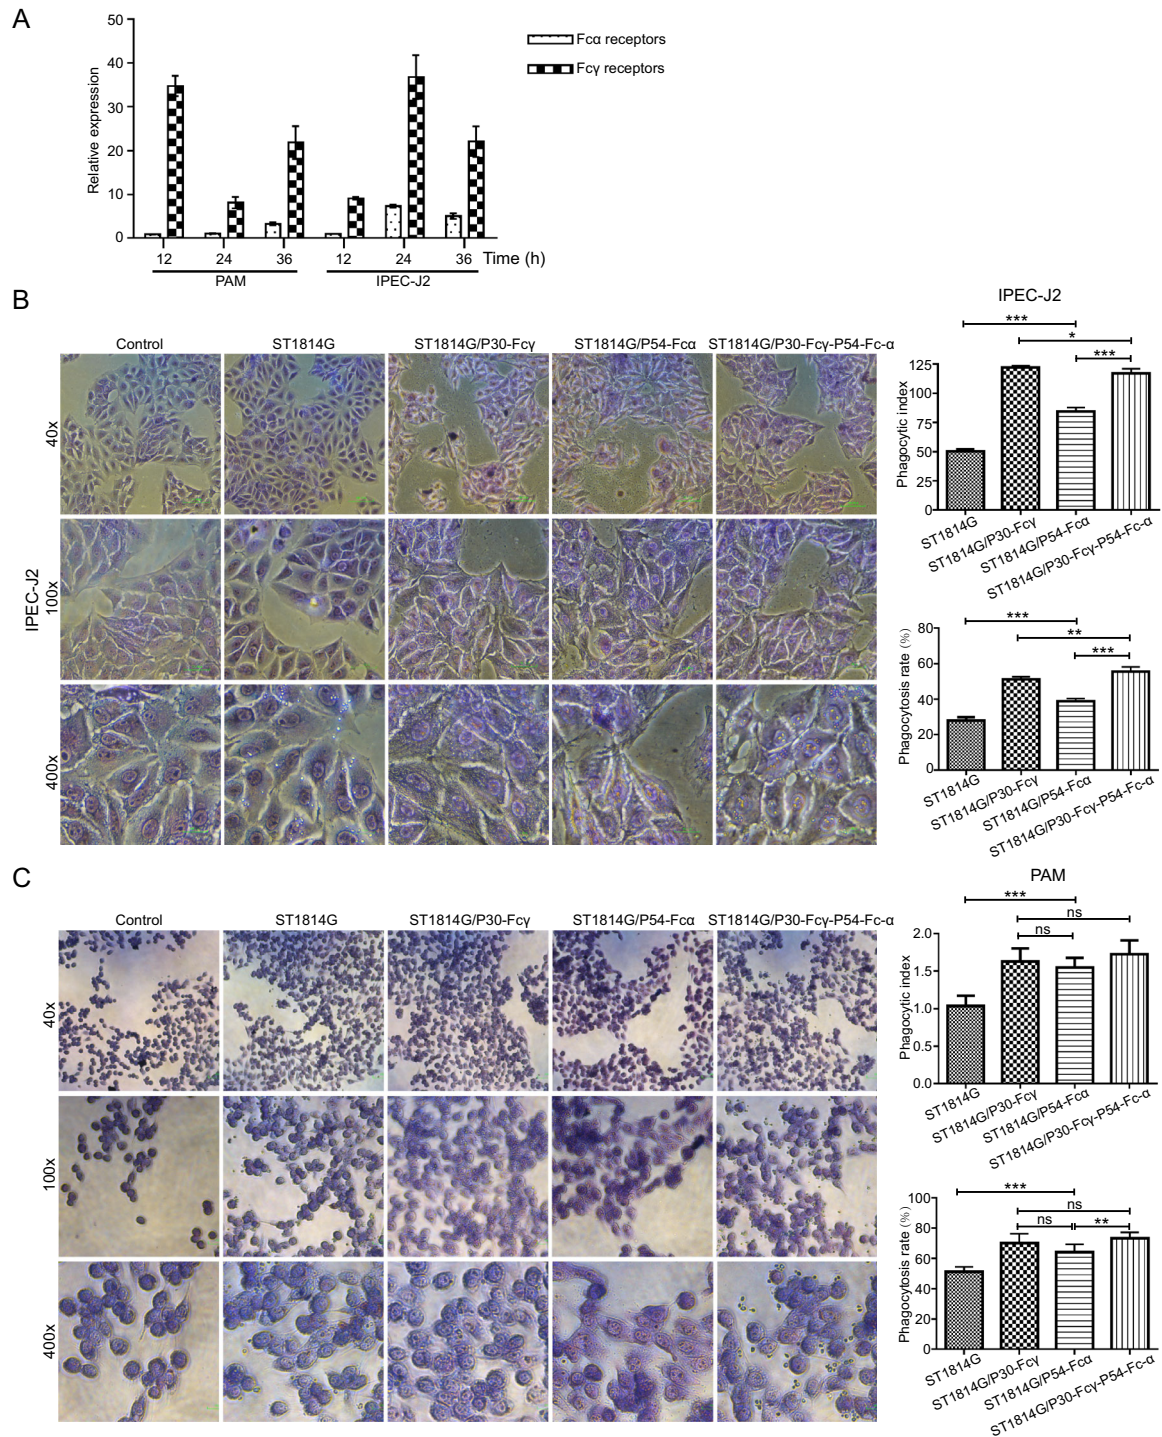 A
50
40
30
20
10
0
Relative expression
Fcα receptors
Fcγ receptors
12 24 36 12 24 36 Time (h)
PAM IPEC-J2
B
Control ST1814G ST1814G/P30-Fcγ ST1814G/P54-Fcα ST1814G/P30-Fcγ-P54-Fc-α
IPEC-J2
40x
100x
400x
IPEC-J2
***
*
***
125
100
75
50
25
0
Phagocytic index
ST1814G
ST1814G/P30-Fcγ
ST1814G/P54-Fcα
ST1814G/P30-Fcγ-P54-Fc-α
***
**
***
80
60
40
20
0
Phagocytosis rate (%)
ST1814G
ST1814G/P30-Fcγ
ST1814G/P54-Fcα
ST1814G/P30-Fcγ-P54-Fc-α
C
Control ST1814G ST1814G/P30-Fcγ ST1814G/P54-Fcα ST1814G/P30-Fcγ-P54-Fc-α
40x
100x
400x
PAM
***
ns
ns
2.0
1.5
1.0
0.5
0.0
Phagocytic index
ST1814G
ST1814G/P30-Fcγ
ST1814G/P54-Fcα
ST1814G/P30-Fcγ-P54-Fc-α
***
ns
ns **
100
80
60
40
20
0
Phagocytosis rate (%)
ST1814G
ST1814G/P30-Fcγ
ST1814G/P54-Fcα
ST1814G/P30-Fcγ-P54-Fc-α